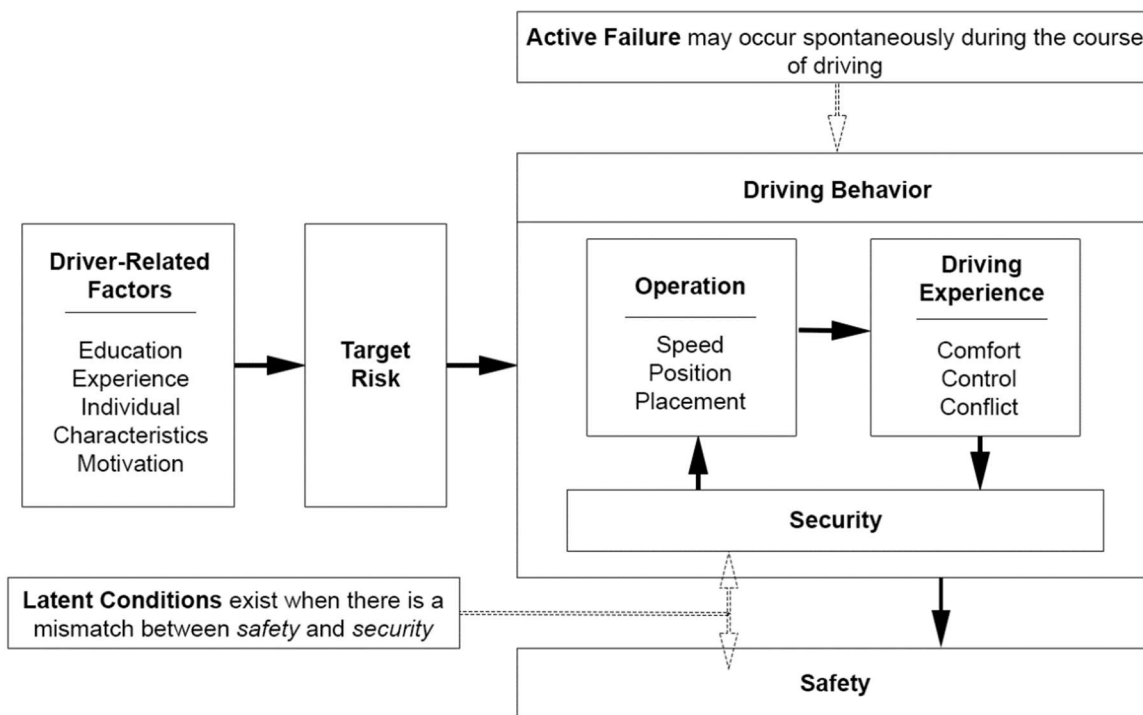 Active Failure may occur spontaneously during the course
of driving
Driving Behavior
Driver-Related
Factors
Education
Experience
Individual
Characteristics
Motivation
Target
Risk
Operation
Speed
Position
Placement
Driving
Experience
Comfort
Control
Conflict
Security
Latent Conditions exist when there is a
mismatch between safety and security
Safety